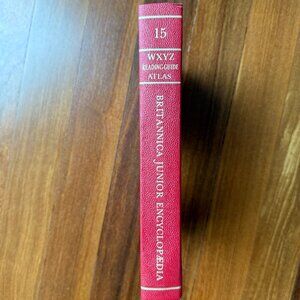 15
WXYZ
READING GUIDE
ATLAS
BRITANNICA JUNIOR ENCYCLOPÆDIA